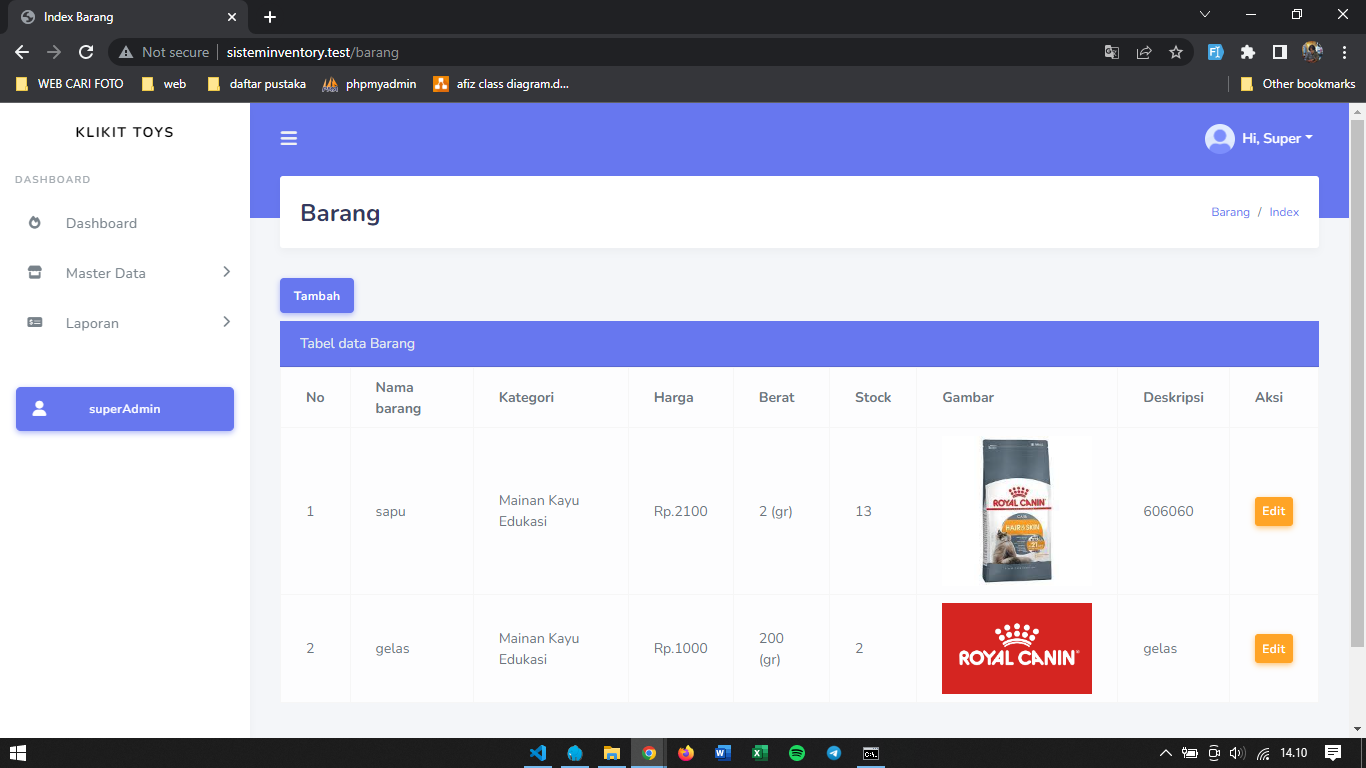 Index Barang
Not secure sisteminventory.test/barang
WEB CARI FOTO web daftar pustaka phpmyadmin afiz class diagram.d... Other bookmarks
KLIKIT TOYS
Hi, Super
DASHBOARD
Dashboard
Master Data
Laporan
superAdmin
Barang
Barang / Index
Tambah
Tabel data Barang
No Nama barang Kategori Harga Berat Stock Gambar Deskripsi Aksi
1 sapu Mainan Kayu Edukasi Rp.2100 2 (gr) 13 606060 Edit
ROYAL CANIN
HAIR&SKIN
2 gelas Mainan Kayu Edukasi Rp.1000 200 (gr) 2 gelas Edit
ROYAL CANIN
14.10